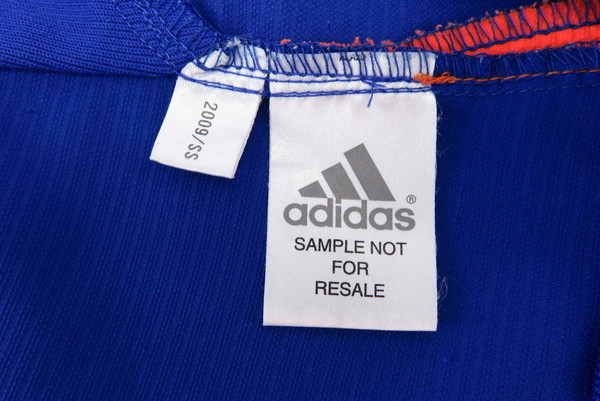 2009/SS
adidas®
SAMPLE NOT
FOR
RESALE